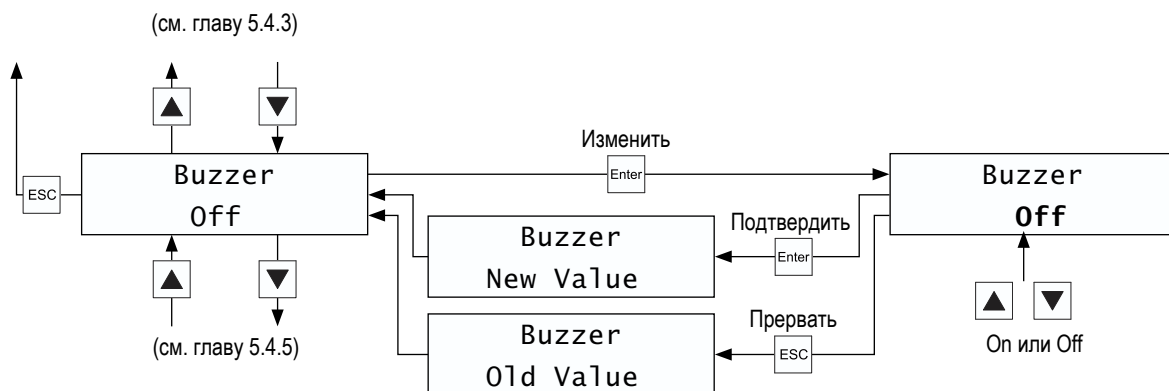 (см. главу 5.4.3)
Изменить
ESC
Buzzer
Off
Enter
Buzzer
Off
Buzzer
New Value
Подтвердить
Enter
Buzzer
Old Value
Прервать
ESC
(см. главу 5.4.5)
On или Off